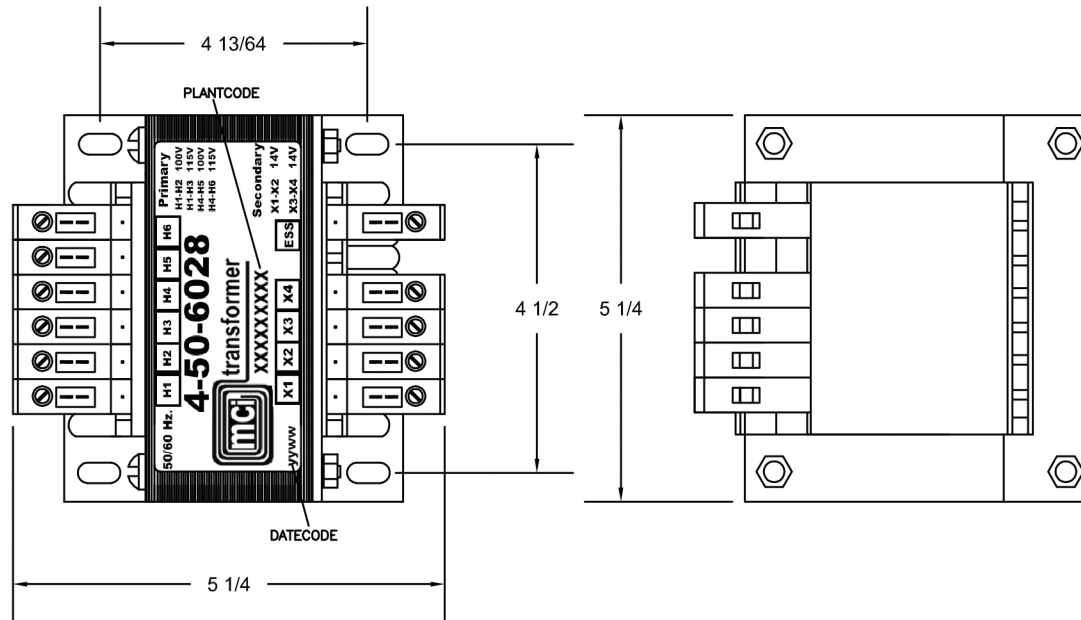 4 13/64
PLANTCODE
Primary
H1-H2 100V
H1-H3 115V
H4-H5 100V
H4-H6 115V
Secondary
X1-X2 14V
X3-X4 14V
H6
H5
H4
H3
H2
H1
50/60 Hz.
4-50-6028
mci
transformer
XXXXXXXXX
ESS
X4
X3
X2
X1
yyww
DATECODE
4 1/2
5 1/4
5 1/4